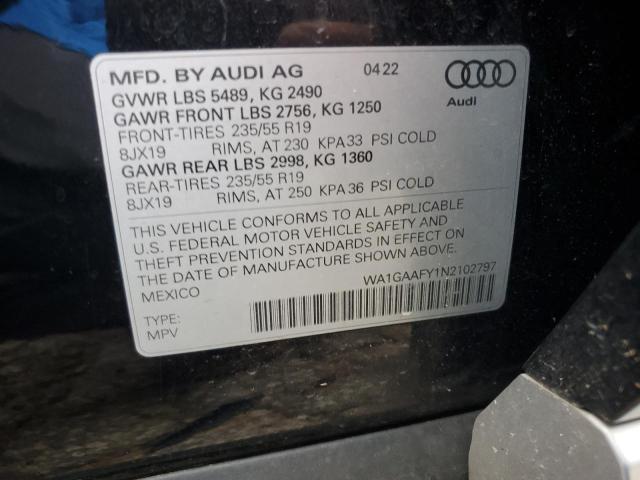 MFD. BY AUDI AG 04 22
GVWR LBS 5489, KG 2490
GAWR FRONT LBS 2756, KG 1250
FRONT-TIRES 235/55 R19
8JX19 RIMS, AT 230 KPA33 PSI COLD
GAWR REAR LBS 2998, KG 1360
REAR-TIRES 235/55 R19
8JX19 RIMS, AT 250 KPA36 PSI COLD
Audi
THIS VEHICLE CONFORMS TO ALL APPLICABLE
U.S. FEDERAL MOTOR VEHICLE SAFETY AND
THEFT PREVENTION STANDARDS IN EFFECT ON
DATE OF MANUFACTURE SHOWN ABOVE.
MEXICO
WA1GAAFY1N2102797
TYPE:
MPV